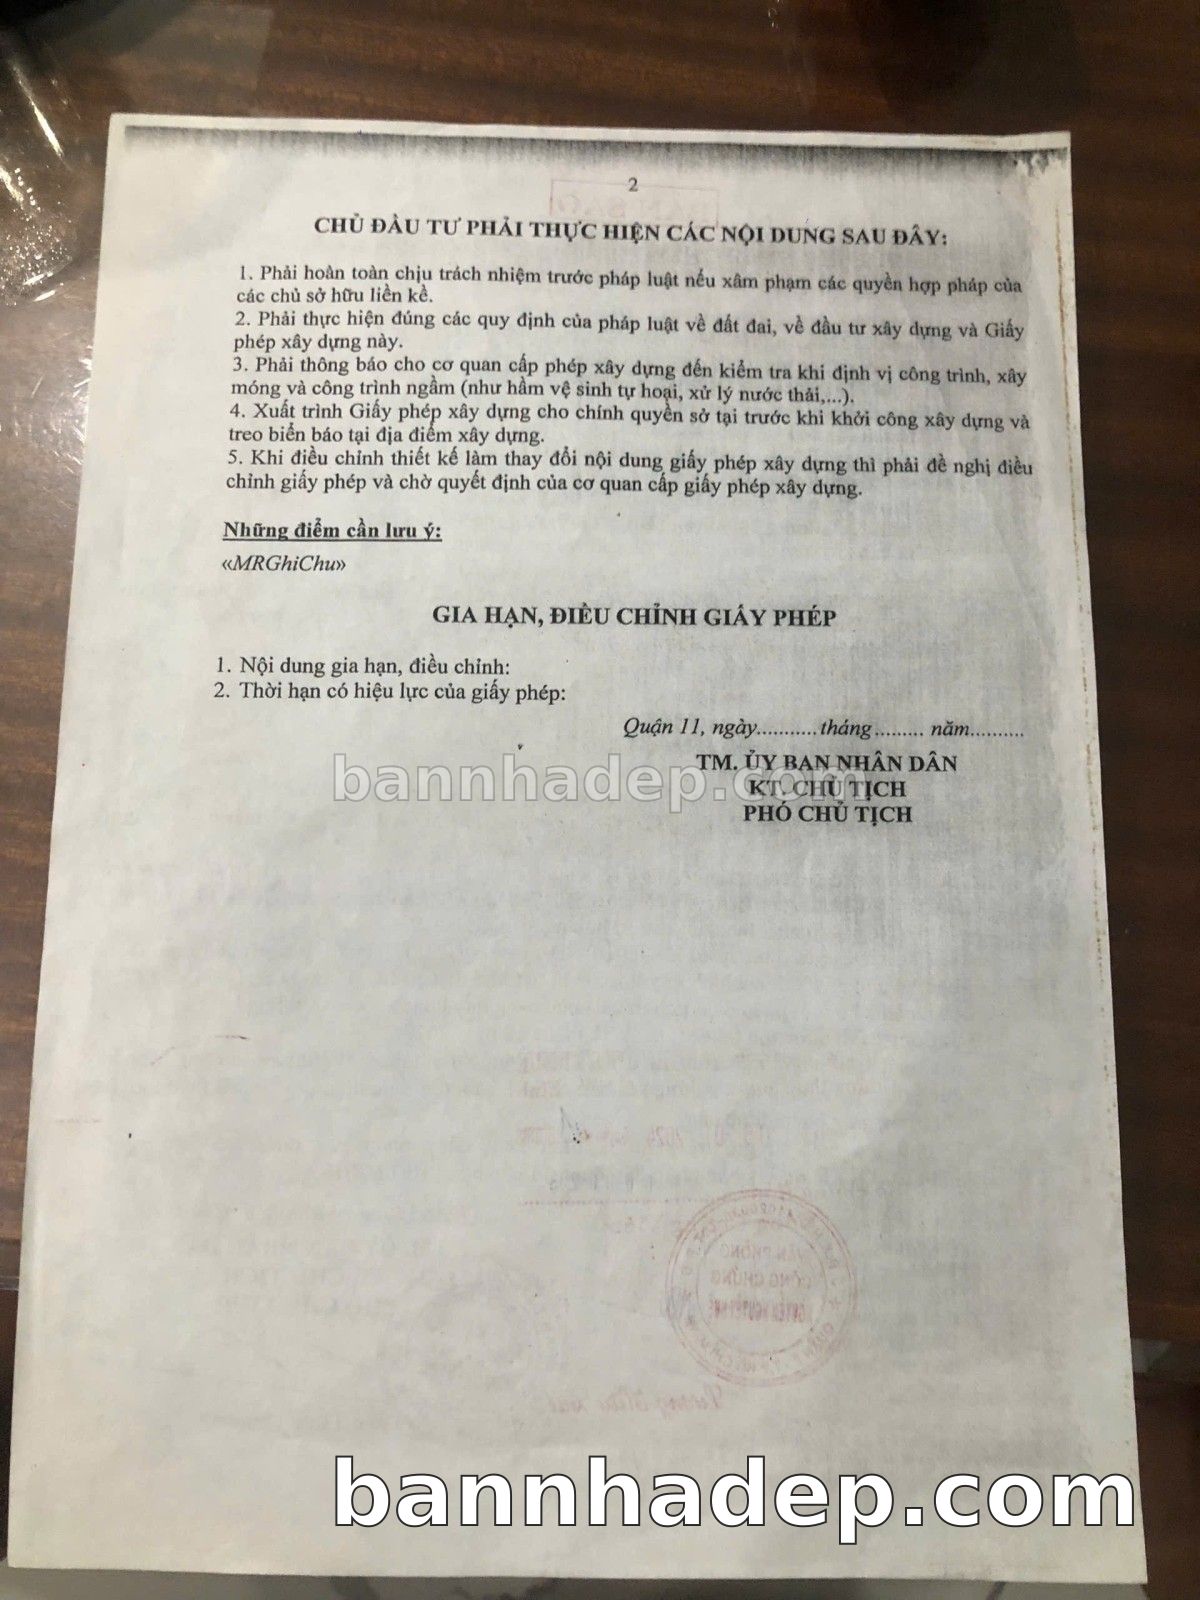 2
CHỦ ĐẦU TƯ PHẢI THỰC HIỆN CÁC NỘI DUNG SAU ĐÂY:
1. Phải hoàn toàn chịu trách nhiệm trước pháp luật nếu xâm phạm các quyền hợp pháp của
các chủ sở hữu liền kề.
2. Phải thực hiện đúng các quy định của pháp luật về đất đai, về đầu tư xây dựng và Giấy
phép xây dựng này.
3. Phải thông báo cho cơ quan cấp phép xây dựng đến kiểm tra khi định vị công trình, xây
móng và công trình ngầm (như hầm vệ sinh tự hoại, xử lý nước thải,...).
4. Xuất trình Giấy phép xây dựng cho chính quyền sở tại trước khi khởi công xây dựng và
treo biển báo tại địa điểm xây dựng.
5. Khi điều chỉnh thiết kế làm thay đổi nội dung giấy phép xây dựng thì phải đề nghị điều
chỉnh giấy phép và chờ quyết định của cơ quan cấp giấy phép xây dựng.
Những điểm cần lưu ý:
«MRGhiChu»
GIA HẠN, ĐIỀU CHỈNH GIẤY PHÉP
1. Nội dung gia hạn, điều chỉnh:
2. Thời hạn có hiệu lực của giấy phép:
Quận 11, ngày...........tháng......... năm..........
TM. ỦY BAN NHÂN DÂN
bannhadep.com
KT. CHỦ TỊCH
PHÓ CHỦ TỊCH
bannhadep.com